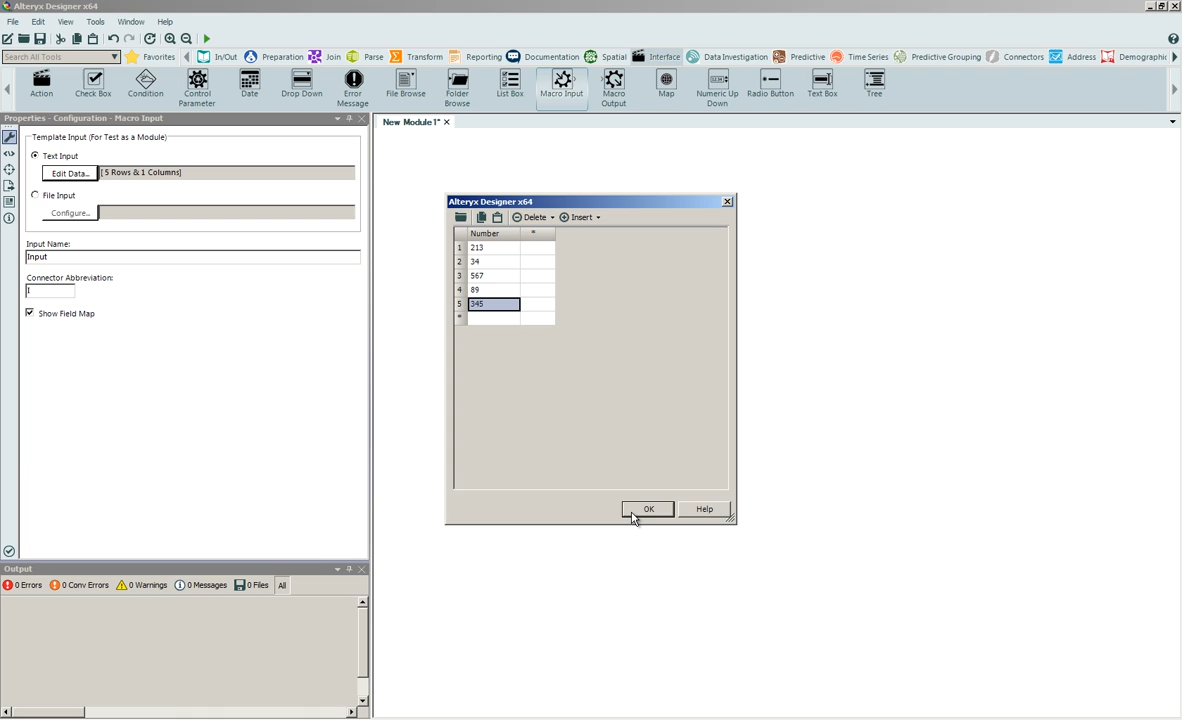 Alteryx Designer x64
File Edit View Tools Window Help
Search All Tools Favorites In/Out Preparation Join Parse Transform Reporting Documentation Spatial Interface Data Investigation Predictive Time Series Predictive Grouping Connectors Address Demographic
Action Check Box Condition Control Parameter Date Drop Down Error Message File Browse Folder Browse List Box Macro Input Macro Output Map Numeric Up Down Radio Button Text Box Tree
Properties - Configuration - Macro Input
New Module1*
Template Input (For Test as a Module)
Text Input
Edit Data... [ 5 Rows & 1 Columns]
File Input
Configure...
Input Name:
Input
Connector Abbreviation:
I
Show Field Map
Alteryx Designer x64
Delete Insert
Number *
1 213
2 34
3 567
4 89
5 345
*
OK Help
Output
0 Errors 0 Conv Errors 0 Warnings 0 Messages 0 Files All